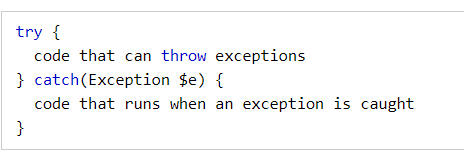 try {
  code that can throw exceptions
} catch(Exception $e) {
  code that runs when an exception is caught
}